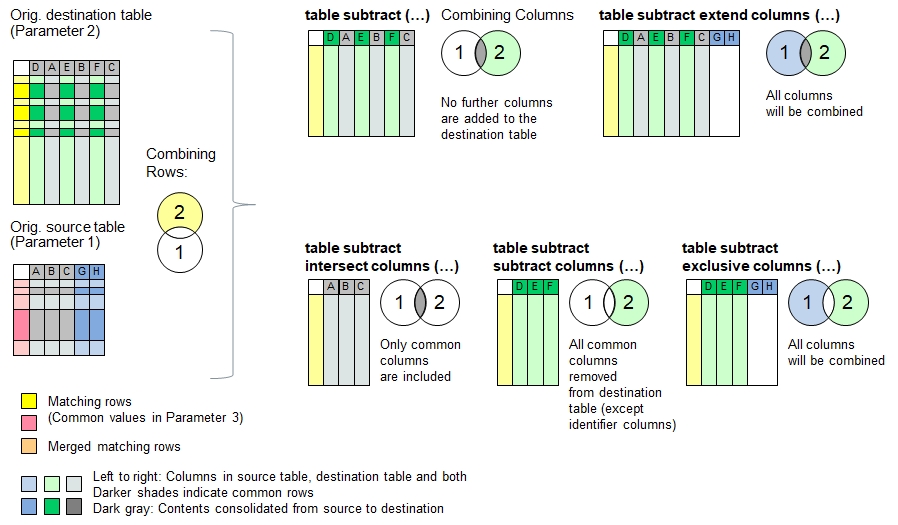 Orig. destination table
(Parameter 2)
D A E B F C
Combining
Rows:
2
1
Orig. source table
(Parameter 1)
A B C G H
table subtract (…)
D A E B F C
Combining Columns
1 2
No further columns
are added to the
destination table
table subtract extend columns (…)
D A E B F C G H
1 2
All columns
will be combined
table subtract
intersect columns (…)
A B C
1 2
Only common
columns
are included
table subtract
subtract columns (…)
D E F
1 2
All common
columns
removed
from destination
table (except
identifier columns)
table subtract
exclusive columns (…)
D E F G H
1 2
All columns
will be combined
Matching rows
(Common values in Parameter 3)
Merged matching rows
Left to right: Columns in source table, destination table and both
Darker shades indicate common rows
Dark gray: Contents consolidated from source to destination